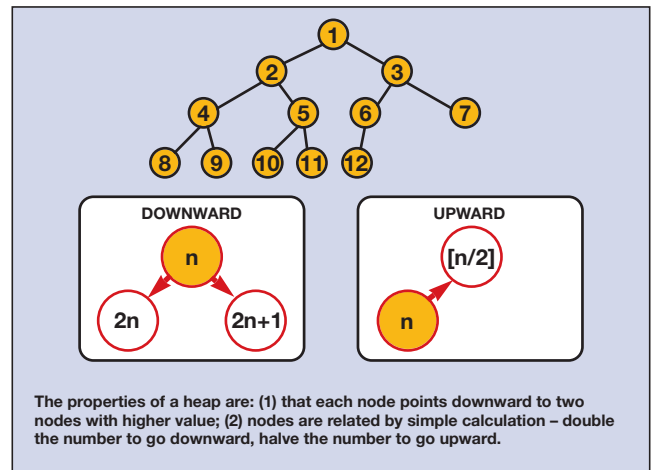 1
2 3
4 5 6 7
8 9 10 11 12
DOWNWARD
n
2n 2n+1
UPWARD
[n/2]
n
The properties of a heap are: (1) that each node points downward to two
nodes with higher value; (2) nodes are related by simple calculation – double
the number to go downward, halve the number to go upward.